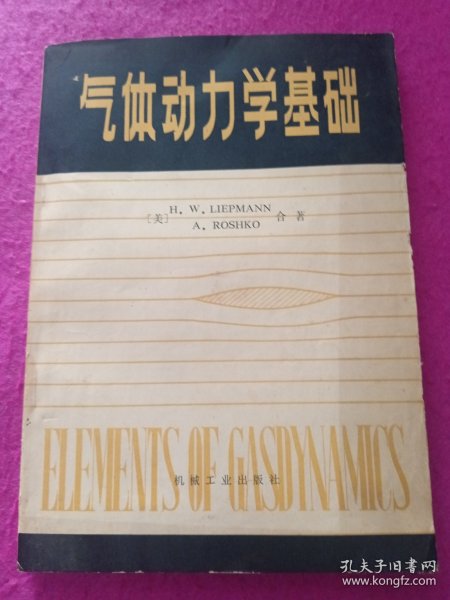 气体动力学基础
H. W. LIEPMANN
[美] 合著
A. ROSHKO
ELEMENTS OF GASDYNAMICS
机械工业出版社
孔夫子旧书网
www.kongfz.com